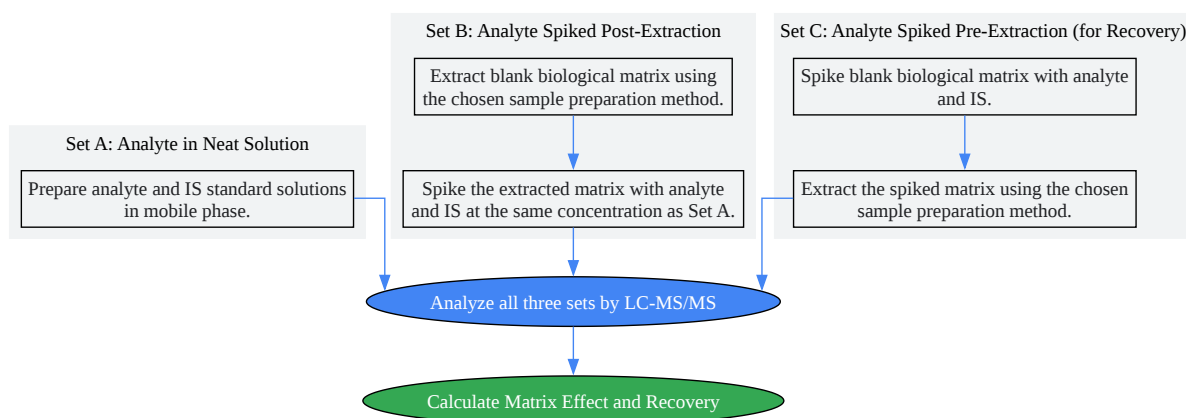 Set A: Analyte in Neat Solution
Prepare analyte and IS standard solutions
in mobile phase.
Set B: Analyte Spiked Post-Extraction
Extract blank biological matrix using
the chosen sample preparation method.
Spike the extracted matrix with analyte
and IS at the same concentration as Set A.
Set C: Analyte Spiked Pre-Extraction (for Recovery)
Spike blank biological matrix with analyte
and IS.
Extract the spiked matrix using the chosen
sample preparation method.
Analyze all three sets by LC-MS/MS
Calculate Matrix Effect and Recovery